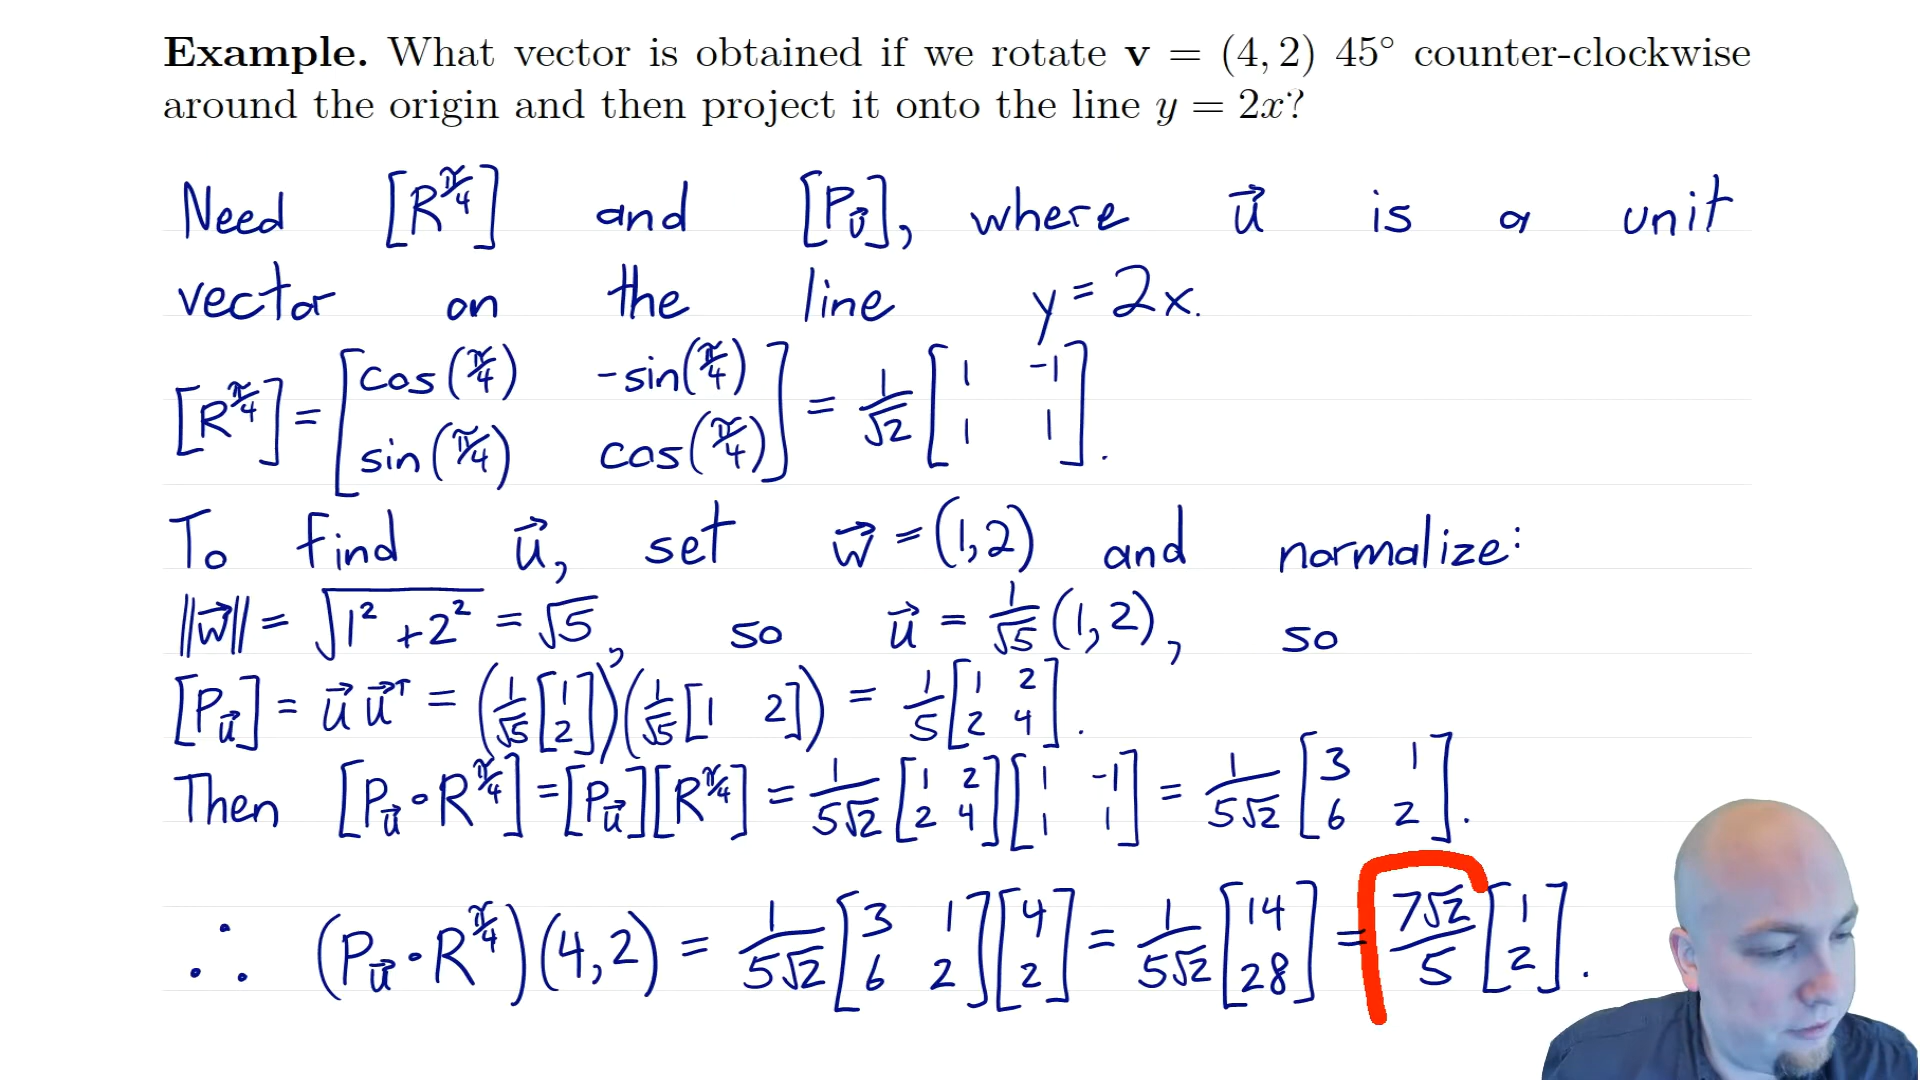 Example. What vector is obtained if we rotate v = (4, 2) 45° counter-clockwise
around the origin and then project it onto the line y = 2x?
Need [R^{π/4}] and [P_{u⃗}], where u⃗ is a unit
vector on the line y = 2x.
[R^{π/4}] = [cos(π/4) -sin(π/4); sin(π/4) cos(π/4)] = 1/√2 [1 -1; 1 1].
To find u⃗, set w⃗ = (1,2) and normalize:
||w⃗|| = √(1² + 2²) = √5, so u⃗ = 1/√5 (1,2), so
[P_{u⃗}] = u⃗ u⃗ᵀ = (1/√5 [1; 2])(1/√5 [1 2]) = 1/5 [1 2; 2 4].
Then [P_{u⃗} ∘ R^{π/4}] = [P_{u⃗}][R^{π/4}] = 1/(5√2) [1 2; 2 4][1 -1; 1 1] = 1/(5√2) [3 1; 6 2].
∴ (P_{u⃗} ∘ R^{π/4})(4,2) = 1/(5√2) [3 1; 6 2][4; 2] = 1/(5√2) [14; 28] = 7√2/5 [1; 2].